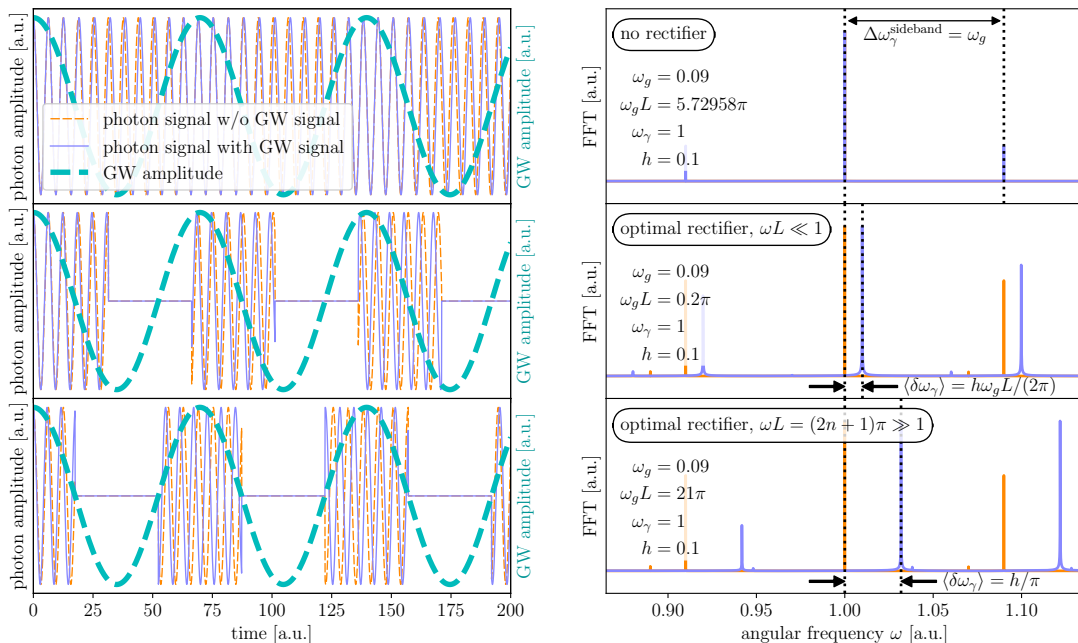 photon amplitude [a.u.]
GW amplitude [a.u.]
photon signal w/o GW signal
photon signal with GW signal
GW amplitude
photon amplitude [a.u.]
GW amplitude [a.u.]
photon amplitude [a.u.]
GW amplitude [a.u.]
0 25 50 75 100 125 150 175 200
time [a.u.]
FFT [a.u.]
no rectifier
Δω_γ^sideband = ω_g
ω_g = 0.09
ω_g L = 5.72958π
ω_γ = 1
h = 0.1
FFT [a.u.]
optimal rectifier, ωL ≪ 1
ω_g = 0.09
ω_g L = 0.2π
ω_γ = 1
h = 0.1
⟨δω_γ⟩ = hω_g L/(2π)
FFT [a.u.]
optimal rectifier, ωL = (2n + 1)π ≫ 1
ω_g = 0.09
ω_g L = 21π
ω_γ = 1
h = 0.1
⟨δω_γ⟩ = h/π
0.90 0.95 1.00 1.05 1.10
angular frequency ω [a.u.]